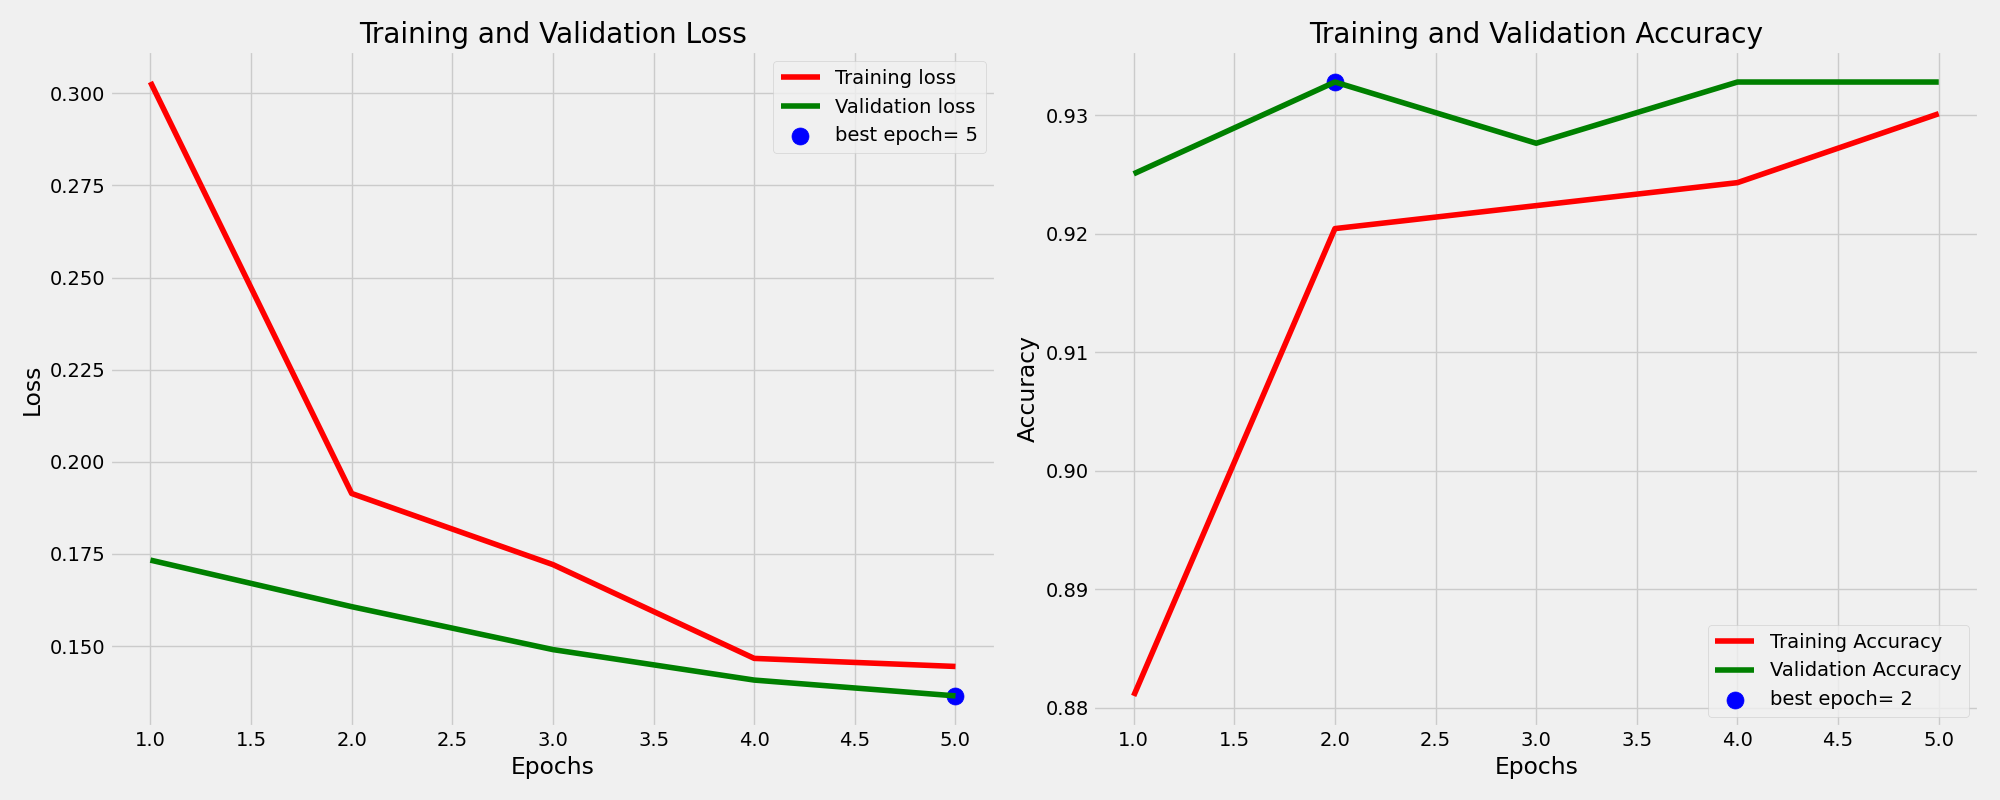 Training and Validation Loss
Training loss
Validation loss
best epoch= 5
0.300
0.275
0.250
0.225
0.200
0.175
0.150
Loss
1.0 1.5 2.0 2.5 3.0 3.5 4.0 4.5 5.0
Epochs
Training and Validation Accuracy
0.93
0.92
0.91
0.90
0.89
0.88
Accuracy
Training Accuracy
Validation Accuracy
best epoch= 2
1.0 1.5 2.0 2.5 3.0 3.5 4.0 4.5 5.0
Epochs